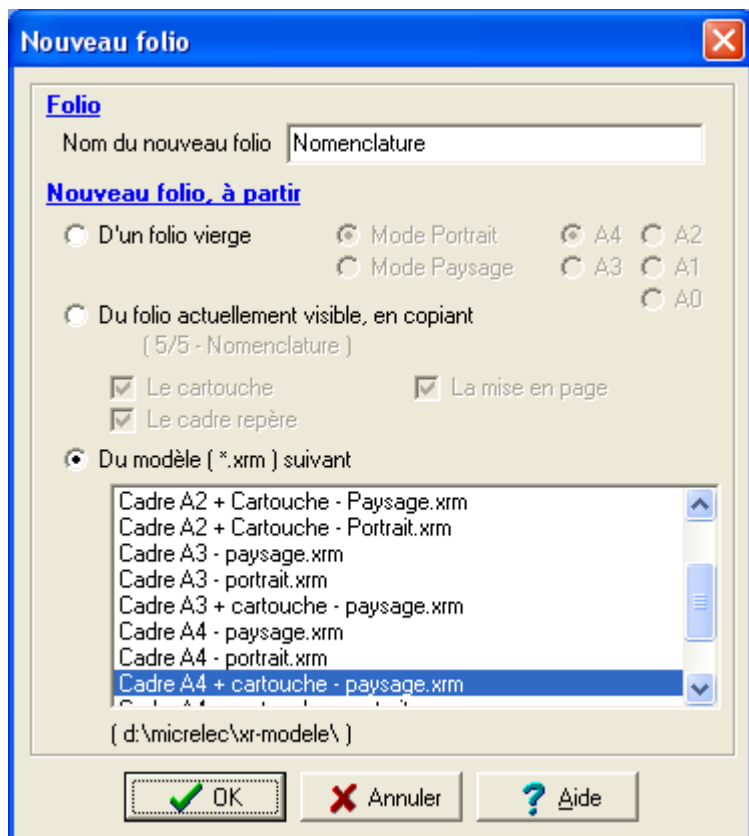 Nouveau folio
Folio
Nom du nouveau folio Nomenclature
Nouveau folio, à partir
D'un folio vierge Mode Portrait A4 A2
Mode Paysage A3 A1
A0
Du folio actuellement visible, en copiant
( 5/5 - Nomenclature )
Le cartouche La mise en page
Le cadre repère
Du modèle ( *.xrm ) suivant
Cadre A2 + Cartouche - Paysage.xrm
Cadre A2 + Cartouche - Portrait.xrm
Cadre A3 - paysage.xrm
Cadre A3 - portrait.xrm
Cadre A3 + cartouche - paysage.xrm
Cadre A4 - paysage.xrm
Cadre A4 - portrait.xrm
Cadre A4 + cartouche - paysage.xrm
( d:\micrelec\xr-modele\ )
OK Annuler ? Aide